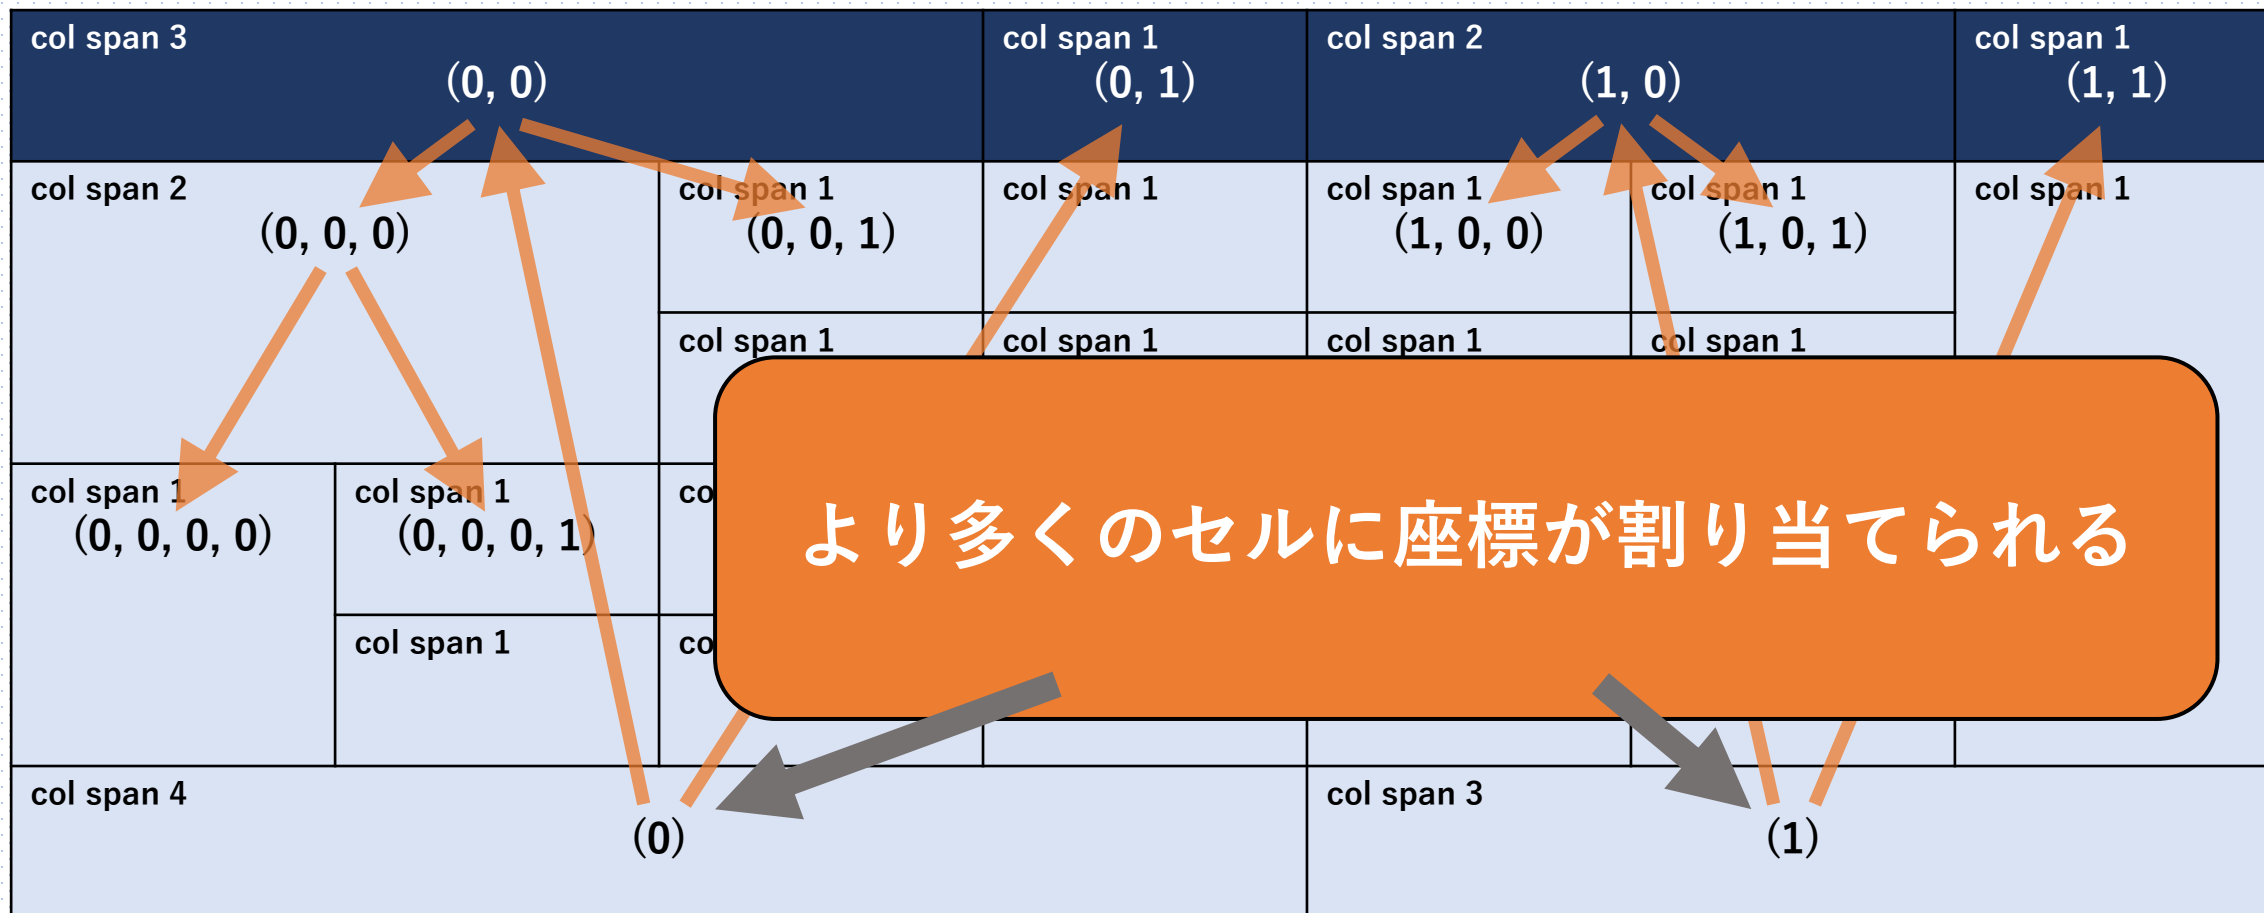 col span 3
(0, 0)
col span 1
(0, 1)
col span 2
(1, 0)
col span 1
(1, 1)
col span 2
(0, 0, 0)
col span 1
(0, 0, 1)
col span 1
col span 1
(1, 0, 0)
col span 1
(1, 0, 1)
col span 1
col span 1
col span 1
col span 1
col span 1
col span 1
(0, 0, 0, 0)
col span 1
(0, 0, 0, 1)
co
より多くのセルに座標が割り当てられる
col span 1
co
col span 4
(0)
col span 3
(1)